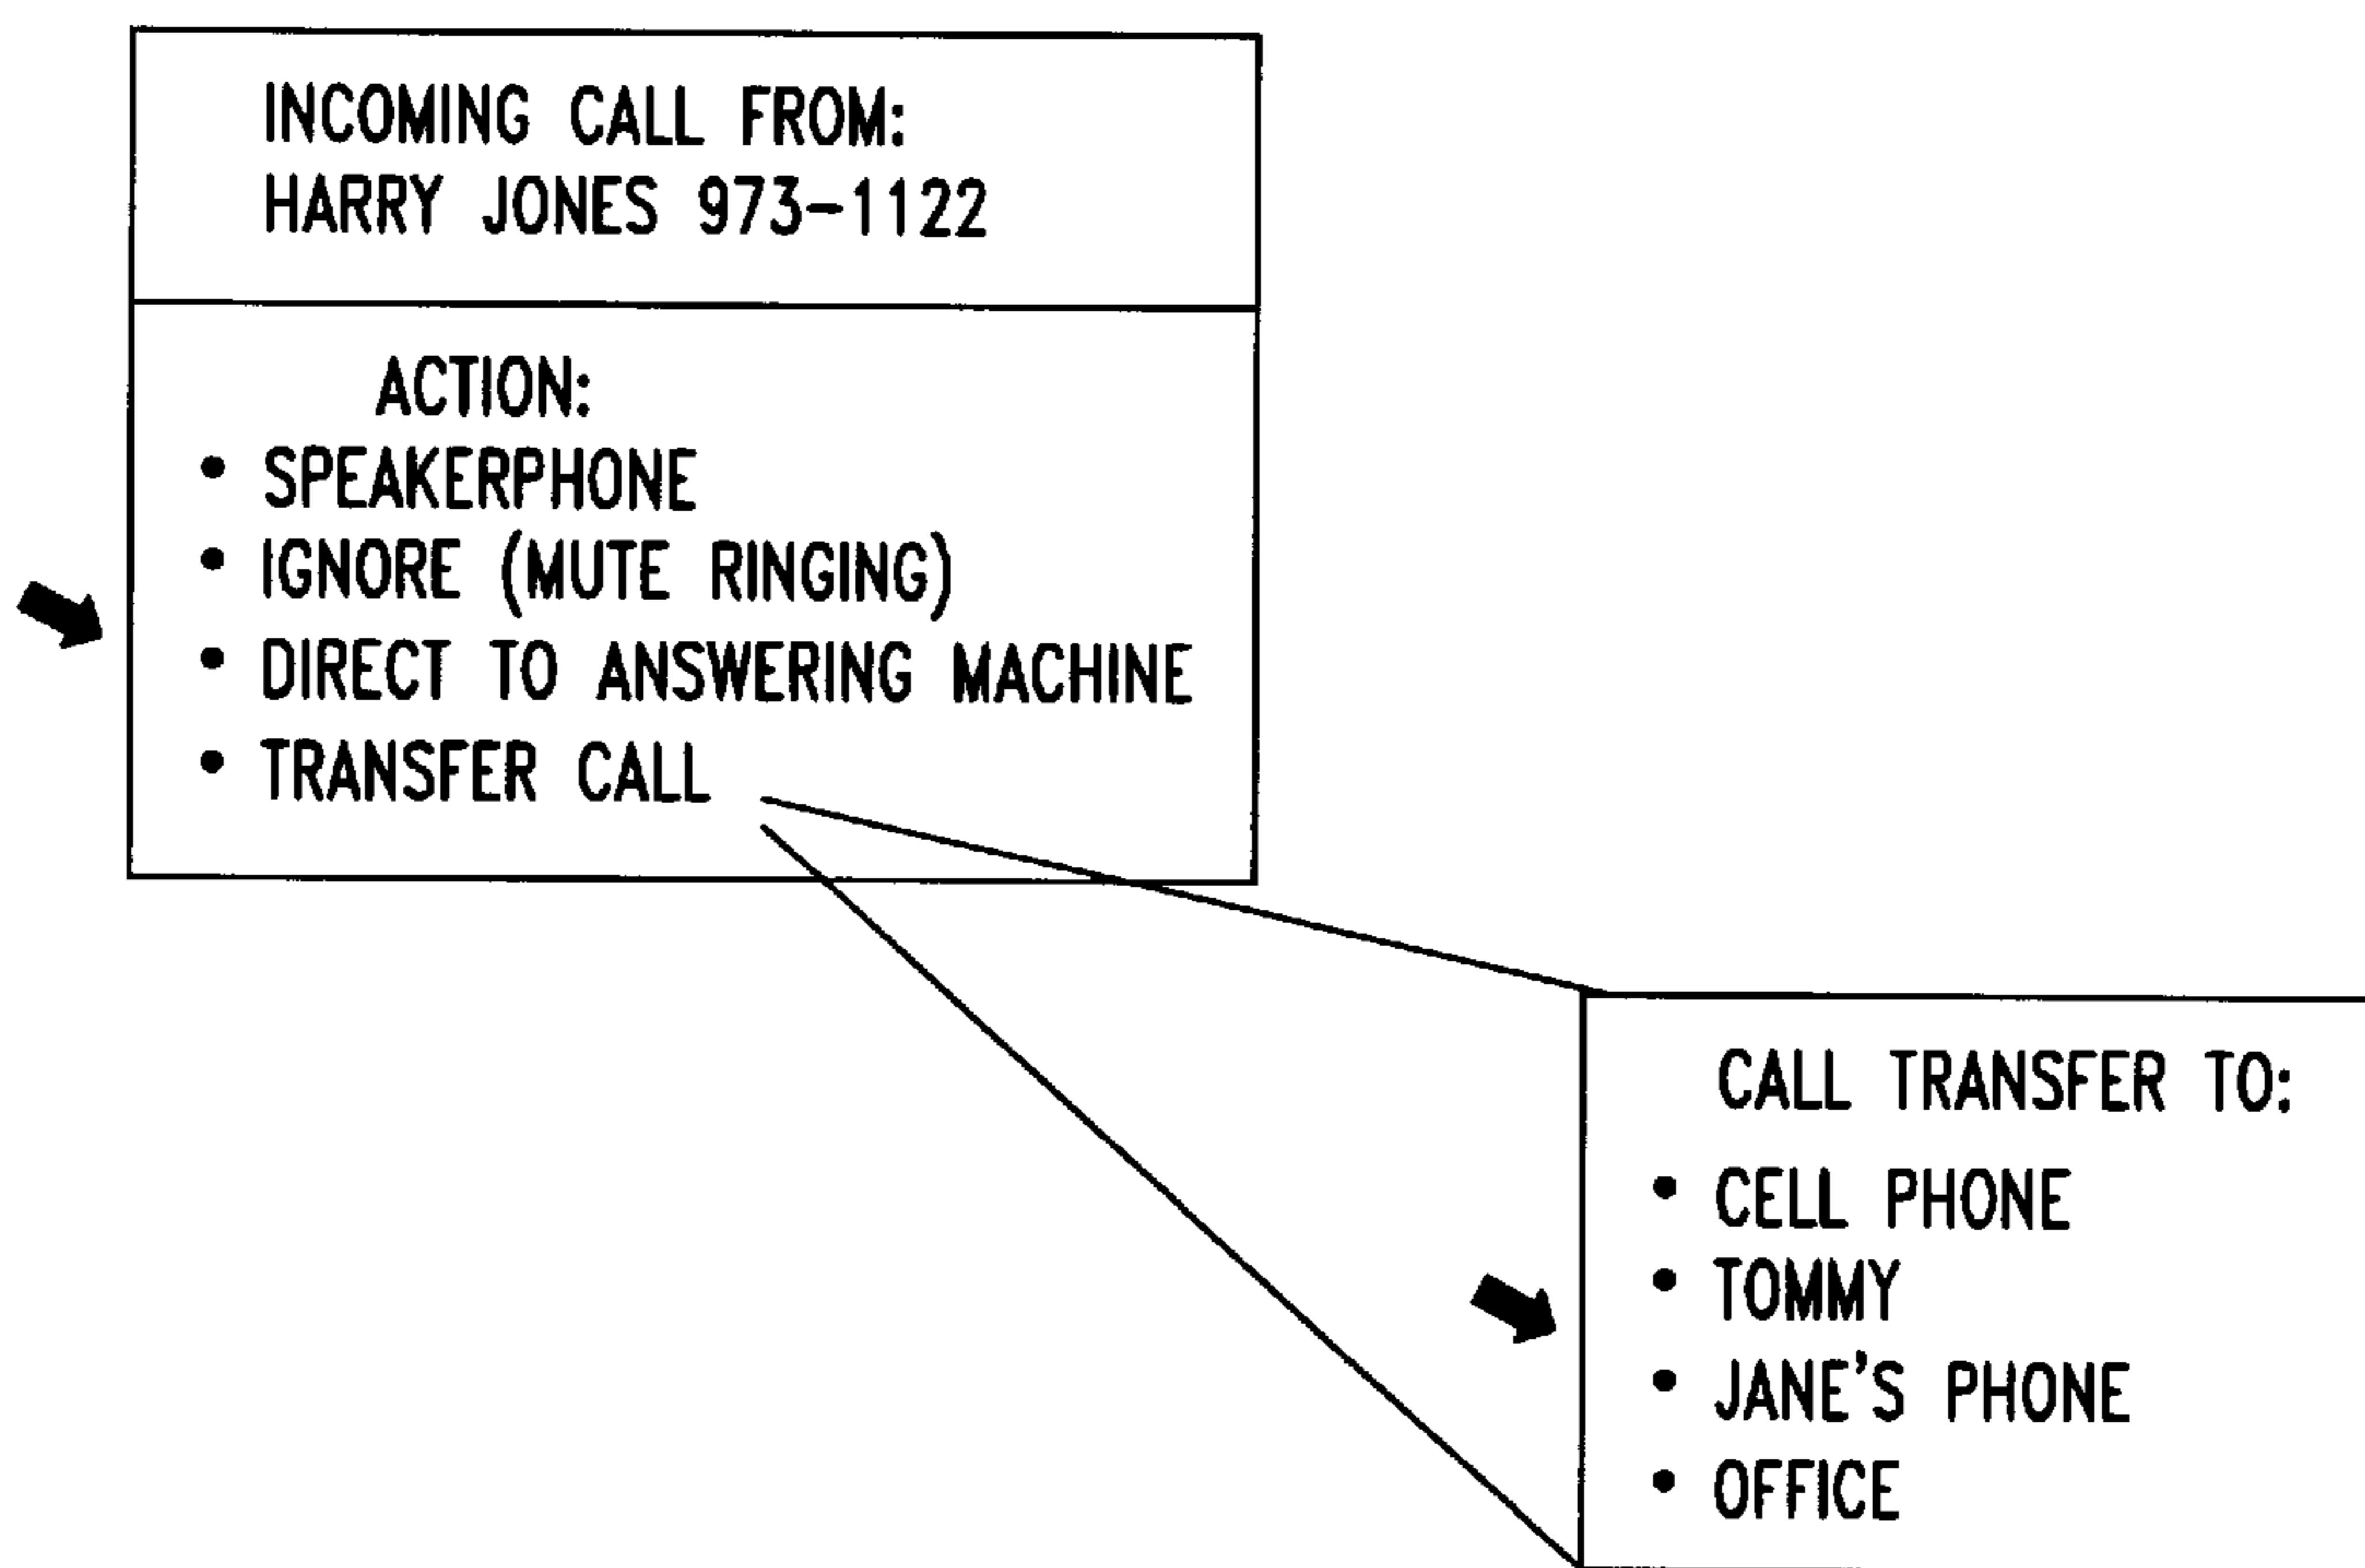 INCOMING CALL FROM:
HARRY JONES 973-1122
ACTION:
• SPEAKERPHONE
• IGNORE (MUTE RINGING)
• DIRECT TO ANSWERING MACHINE
• TRANSFER CALL
CALL TRANSFER TO:
• CELL PHONE
• TOMMY
• JANE'S PHONE
• OFFICE